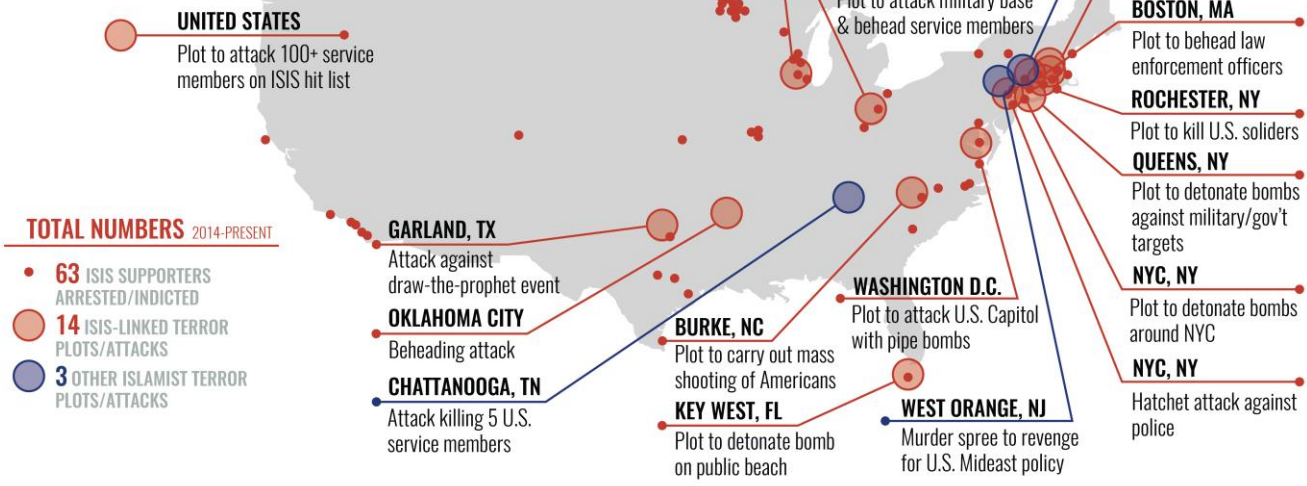 UNITED STATES
Plot to attack 100+ service
members on ISIS hit list
Plot to attack military base
& behead service members
BOSTON, MA
Plot to behead law
enforcement officers
ROCHESTER, NY
Plot to kill U.S. soliders
QUEENS, NY
Plot to detonate bombs
against military/gov't
targets
NYC, NY
Plot to detonate bombs
around NYC
NYC, NY
Hatchet attack against
police
TOTAL NUMBERS 2014-PRESENT
63 ISIS SUPPORTERS
ARRESTED/INDICTED
14 ISIS-LINKED TERROR
PLOTS/ATTACKS
3 OTHER ISLAMIST TERROR
PLOTS/ATTACKS
GARLAND, TX
Attack against
draw-the-prophet event
OKLAHOMA CITY
Beheading attack
CHATTANOOGA, TN
Attack killing 5 U.S.
service members
BURKE, NC
Plot to carry out mass
shooting of Americans
KEY WEST, FL
Plot to detonate bomb
on public beach
WASHINGTON D.C.
Plot to attack U.S. Capitol
with pipe bombs
WEST ORANGE, NJ
Murder spree to revenge
for U.S. Mideast policy